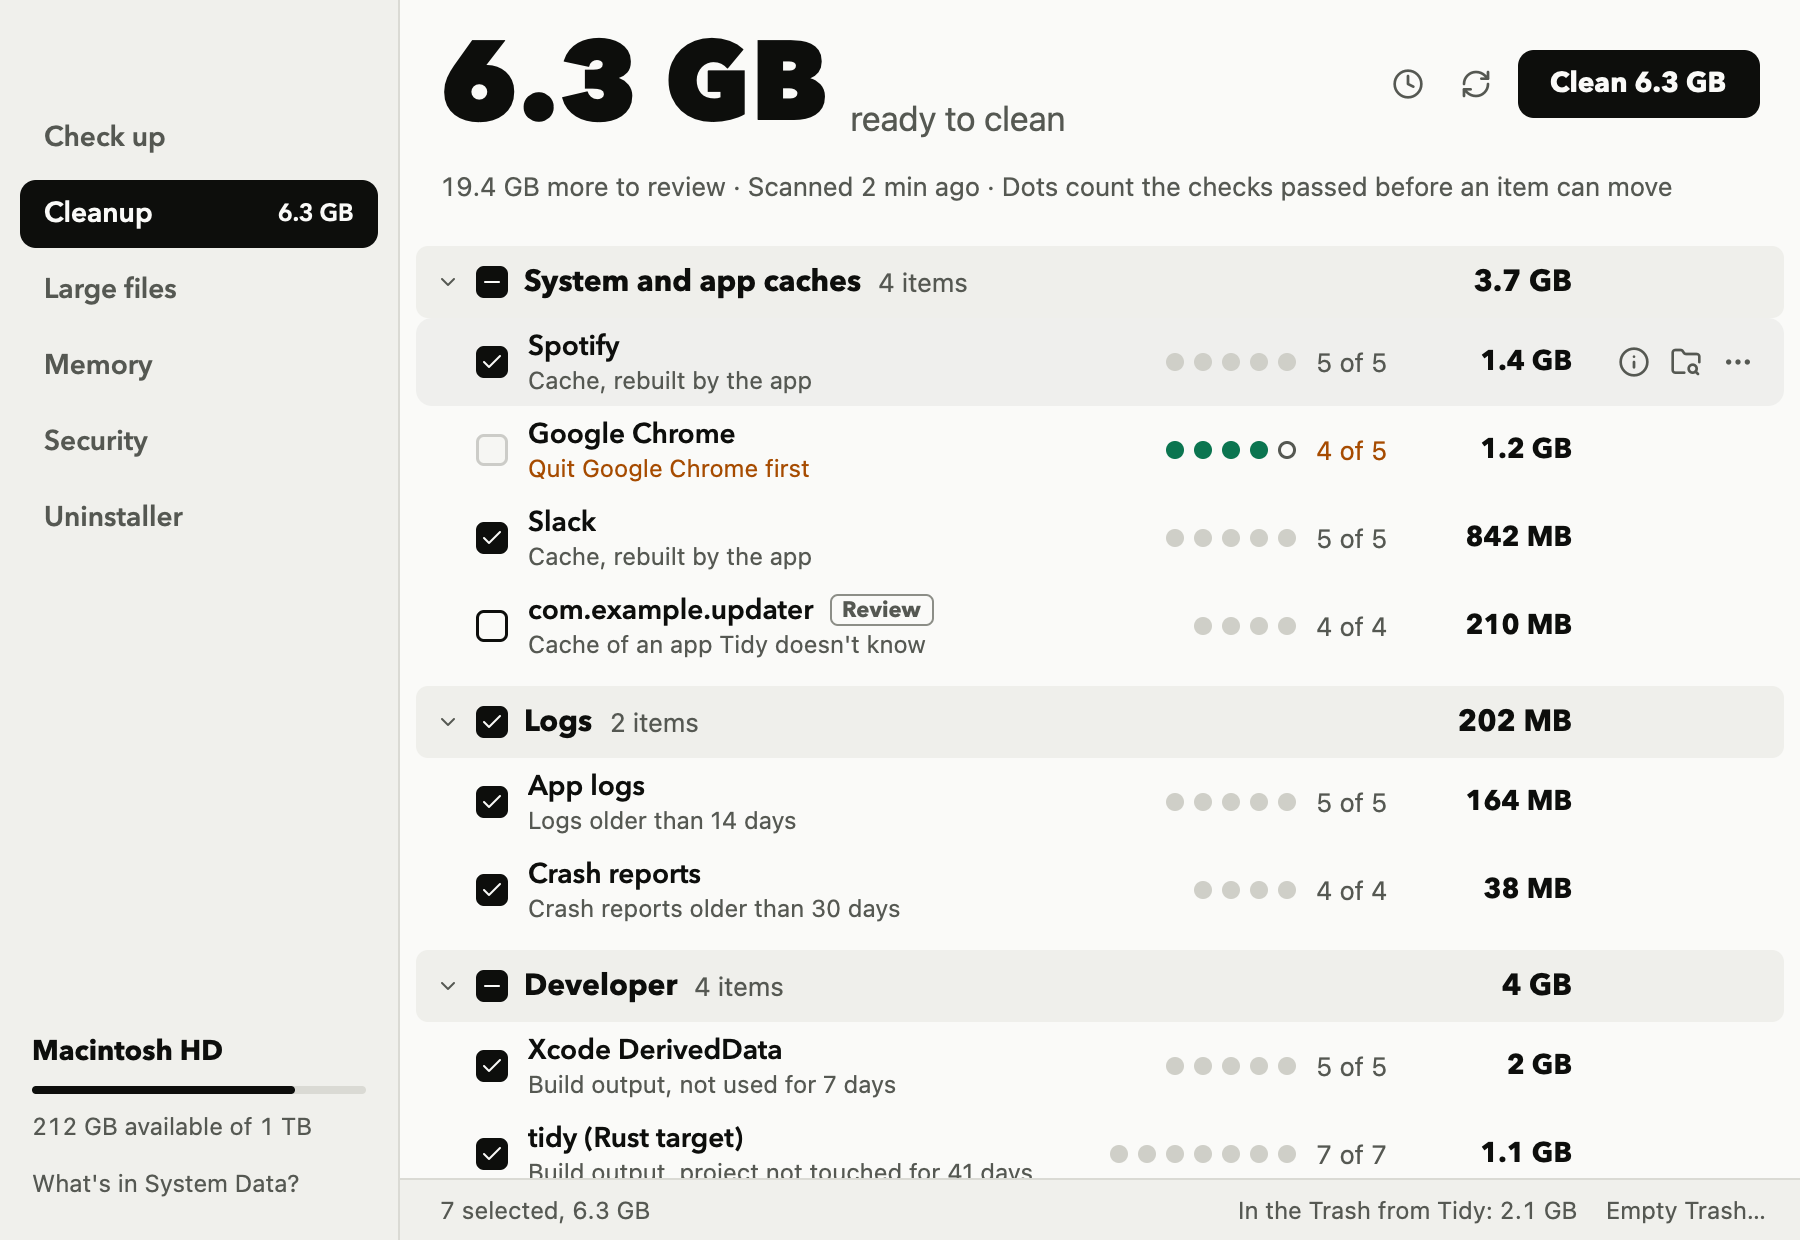 Check up
Cleanup 6.3 GB
Large files
Memory
Security
Uninstaller
Macintosh HD
212 GB available of 1 TB
What's in System Data?
6.3 GB ready to clean
Clean 6.3 GB
19.4 GB more to review · Scanned 2 min ago · Dots count the checks passed before an item can move
System and app caches 4 items 3.7 GB
Spotify
Cache, rebuilt by the app
5 of 5 1.4 GB
Google Chrome
Quit Google Chrome first
4 of 5 1.2 GB
Slack
Cache, rebuilt by the app
5 of 5 842 MB
com.example.updater Review
Cache of an app Tidy doesn't know
4 of 4 210 MB
Logs 2 items 202 MB
App logs
Logs older than 14 days
5 of 5 164 MB
Crash reports
Crash reports older than 30 days
4 of 4 38 MB
Developer 4 items 4 GB
Xcode DerivedData
Build output, not used for 7 days
5 of 5 2 GB
tidy (Rust target)
Build output, project not touched for 41 days
7 of 7 1.1 GB
7 selected, 6.3 GB
In the Trash from Tidy: 2.1 GB Empty Trash...